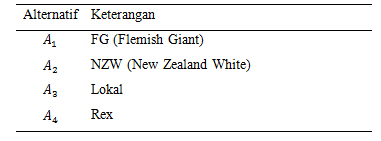 Alternatif Keterangan
A₁ FG (Flemish Giant)
A₂ NZW (New Zealand White)
A₃ Lokal
A₄ Rex